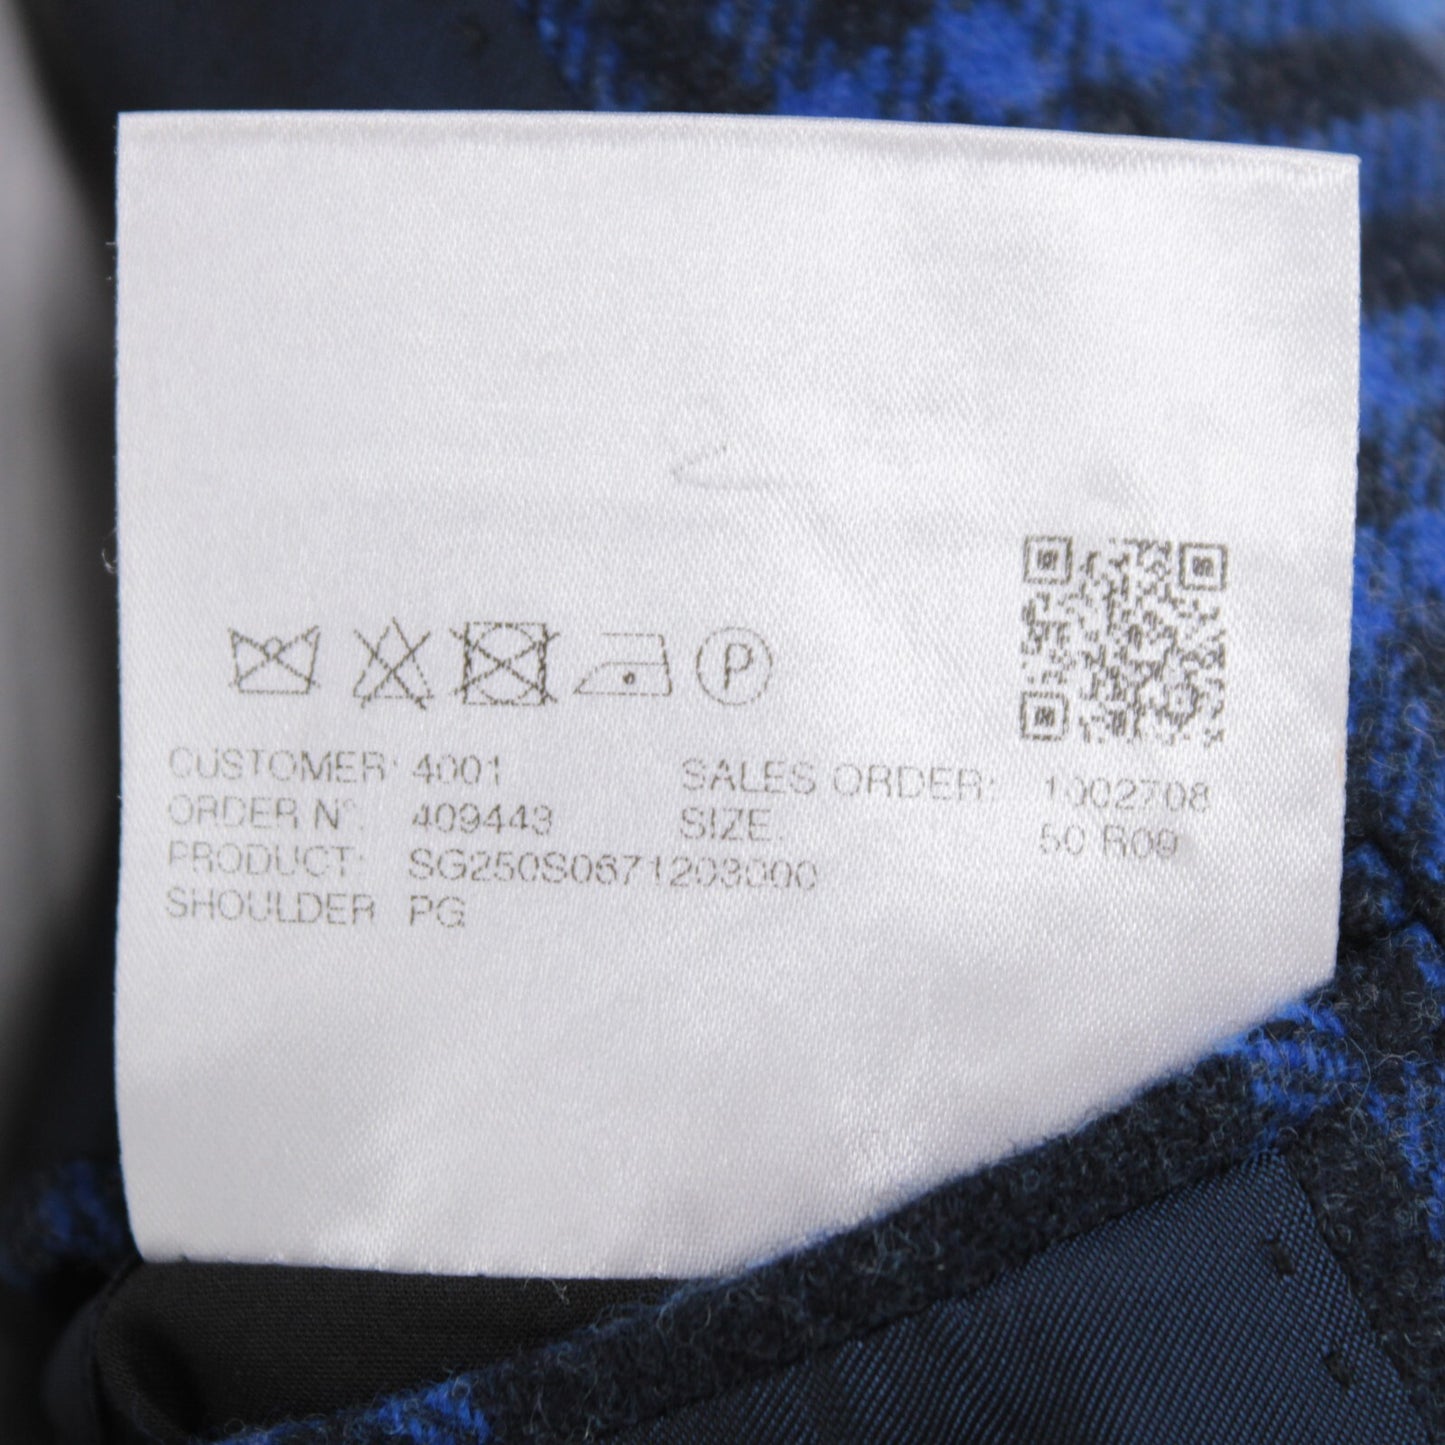 P
CUSTOMER: 4001 SALES ORDER: 1002708
ORDER N°: 409443 SIZE: 50 R09
PRODUCT: SG250S0671203000
SHOULDER PG